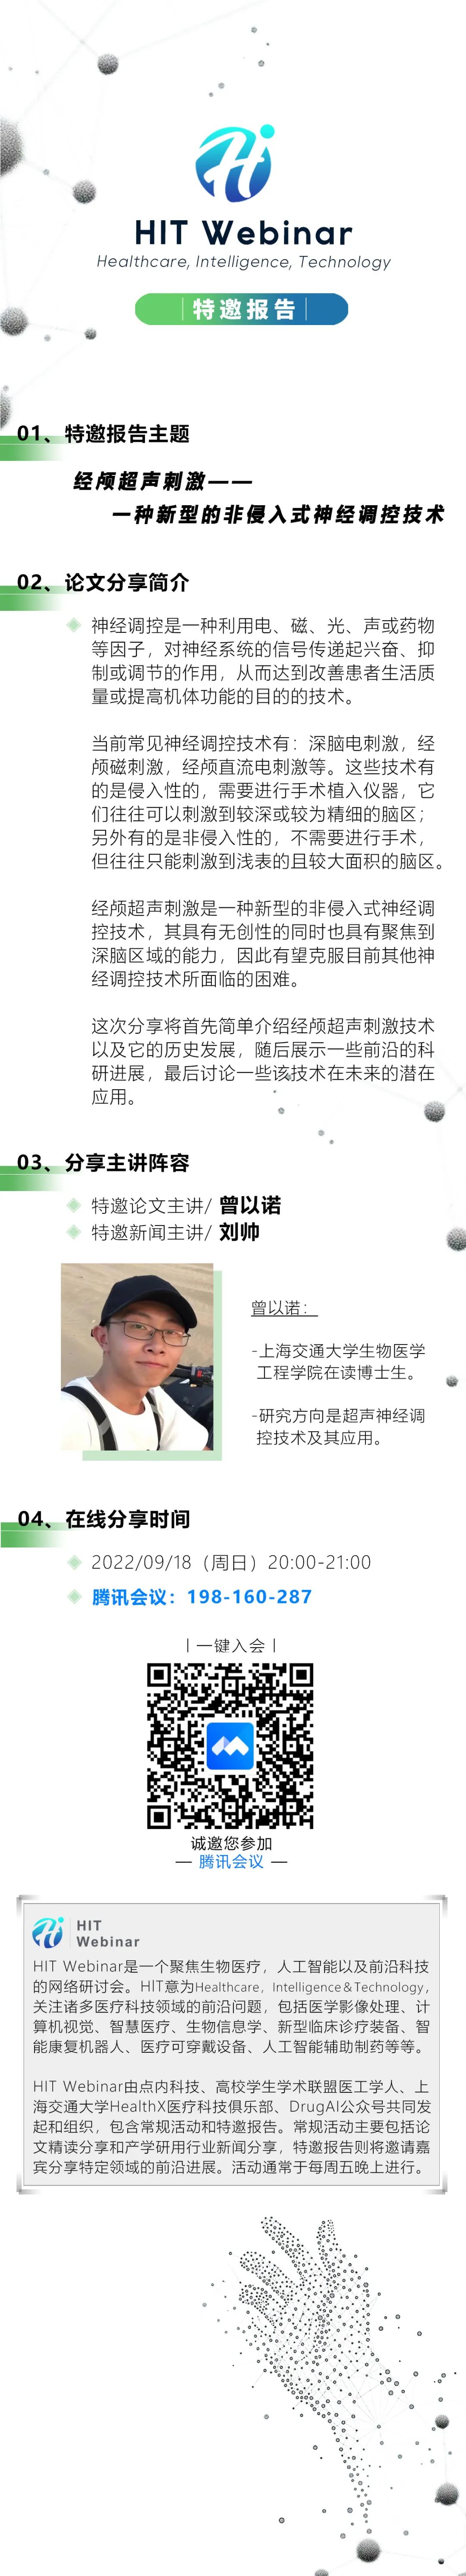 HIT Webinar
Healthcare, Intelligence, Technology
特邀报告
01、特邀报告主题
经颅超声刺激——
一种新型的非侵入式神经调控技术
02、论文分享简介
神经调控是一种利用电、磁、光、声或药物
等因子，对神经系统的信号传递起兴奋、抑
制或调节的作用，从而达到改善患者生活质
量或提高机体功能的目的的技术。
当前常见神经调控技术有：深脑电刺激，经
颅磁刺激，经颅直流电刺激等。这些技术有
的是侵入性的，需要进行手术植入仪器，它
们往往可以刺激到较深或较为精细的脑区；
另外有的是非侵入性的，不需要进行手术，
但往往只能刺激到浅表的且较大面积的脑区。
经颅超声刺激是一种新型的非侵入式神经调
控技术，其具有无创性的同时也具有聚焦到
深脑区域的能力，因此有望克服目前其他神
经调控技术所面临的困难。
这次分享将首先简单介绍经颅超声刺激技术
以及它的历史发展，随后展示一些前沿的科
研进展，最后讨论一些该技术在未来的潜在
应用。
03、分享主讲阵容
特邀论文主讲/ 曾以诺
特邀新闻主讲/ 刘帅
曾以诺：
-上海交通大学生物医学
工程学院在读博士生。
-研究方向是超声神经调
控技术及其应用。
04、在线分享时间
2022/09/18（周日）20:00-21:00
腾讯会议：198-160-287
| 一键入会 |
诚邀您参加
— 腾讯会议 —
HIT
Webinar
HIT Webinar是一个聚焦生物医疗，人工智能以及前沿科技
的网络研讨会。HIT意为Healthcare，Intelligence＆Technology，
关注诸多医疗科技领域的前沿问题，包括医学影像处理、计
算机视觉、智慧医疗、生物信息学、新型临床诊疗装备、智
能康复机器人、医疗可穿戴设备、人工智能辅助制药等等。
HIT Webinar由点内科技、高校学生学术联盟医工学人、上
海交通大学HealthX医疗科技俱乐部、DrugAI公众号共同发
起和组织，包含常规活动和特邀报告。常规活动主要包括论
文精读分享和产学研用行业新闻分享，特邀报告则将邀请嘉
宾分享特定领域的前沿进展。活动通常于每周五晚上进行。